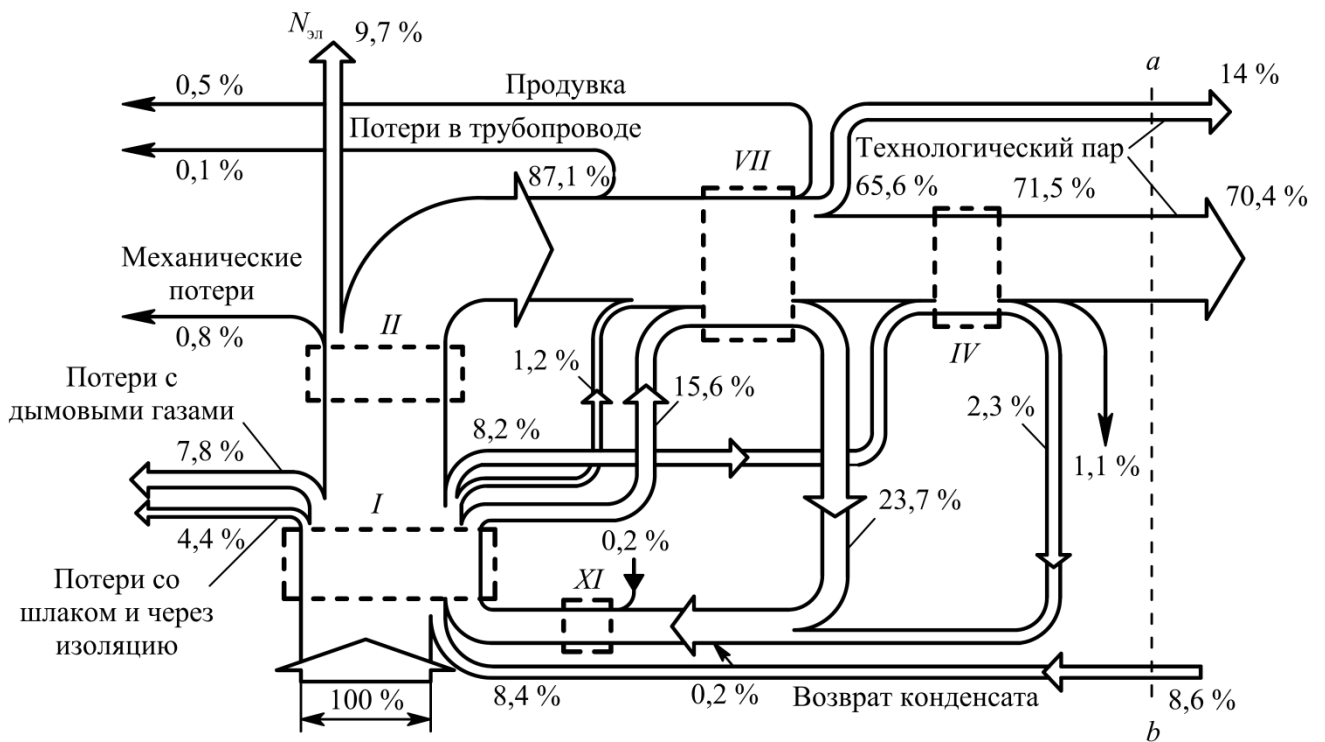 Nэл
9,7 %
a
14 %
0,5 %
Продувка
Потери в трубопроводе
0,1 %
87,1 %
VII
Технологический пар
65,6 %
71,5 %
70,4 %
Механические
потери
0,8 %
II
IV
Потери с
дымовыми газами
7,8 %
1,2 %
15,6 %
2,3 %
8,2 %
1,1 %
I
23,7 %
4,4 %
0,2 %
Потери со
шлаком и через
изоляцию
XI
100 %
8,4 %
0,2 %
Возврат конденсата
8,6 %
b